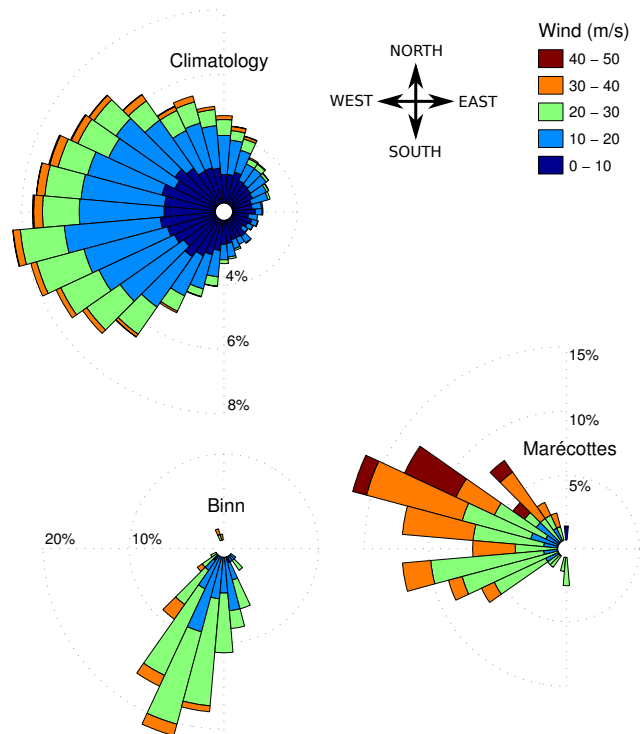 Climatology
4%
6%
8%
NORTH
WEST
EAST
SOUTH
Wind (m/s)
40 – 50
30 – 40
20 – 30
10 – 20
0 – 10
15%
10%
Marécottes
5%
Binn
20%
10%